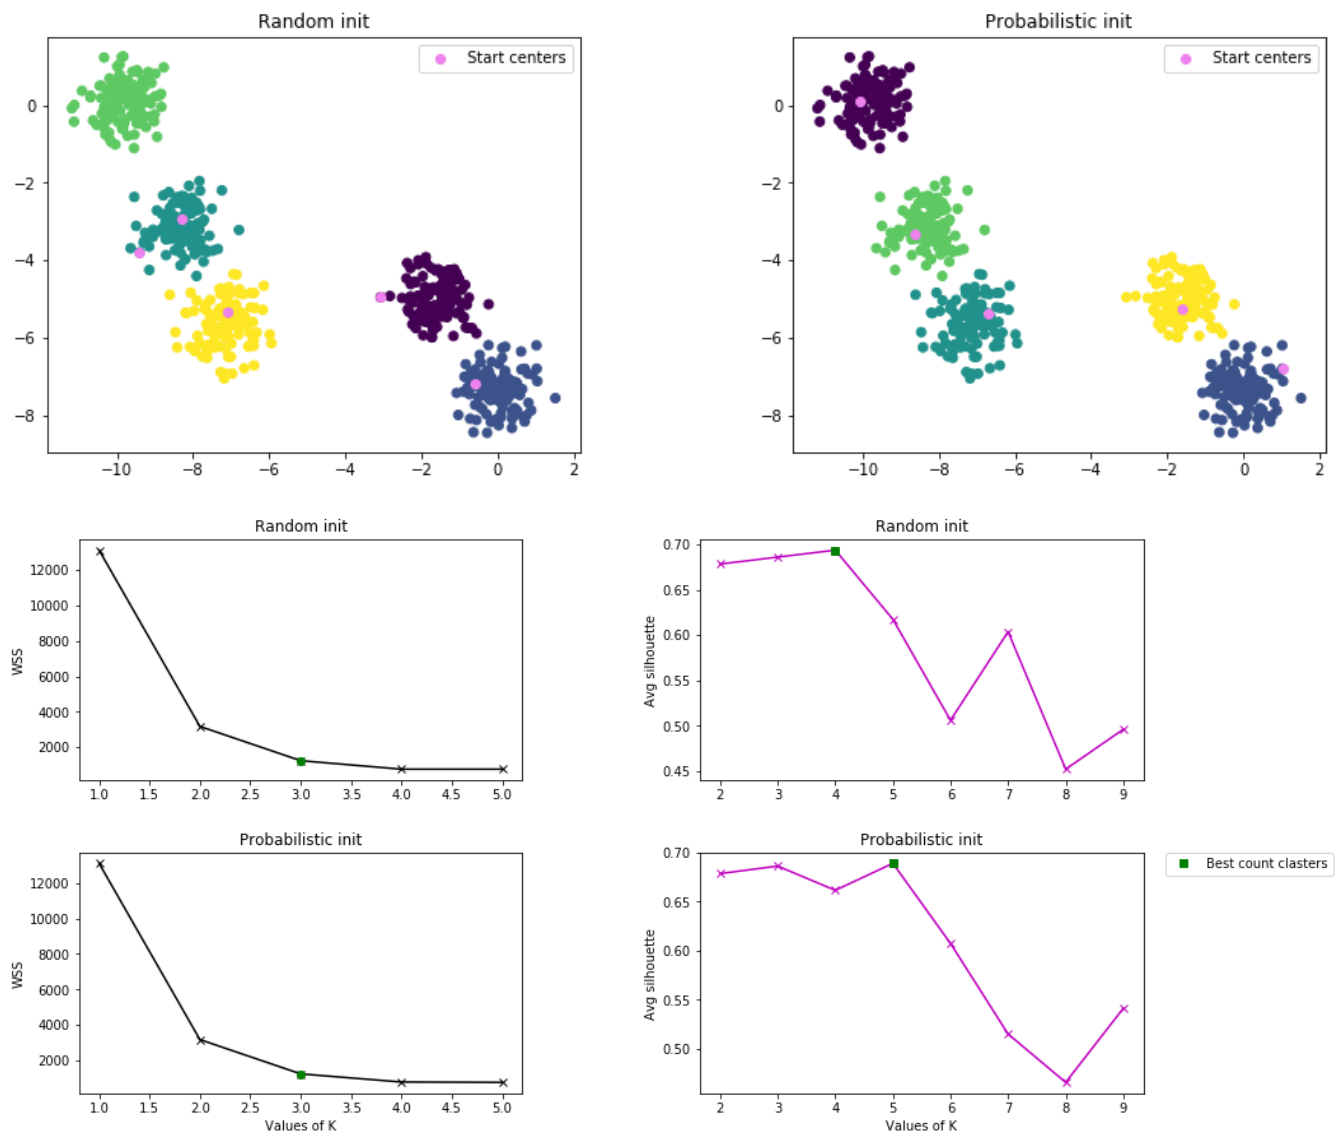 Random init
Start centers
0
−2
−4
−6
−8
−10 −8 −6 −4 −2 0 2
Probabilistic init
Start centers
0
−2
−4
−6
−8
−10 −8 −6 −4 −2 0 2
Random init
WSS
12000
10000
8000
6000
4000
2000
1.0 1.5 2.0 2.5 3.0 3.5 4.0 4.5 5.0
Random init
Avg silhouette
0.70
0.65
0.60
0.55
0.50
0.45
2 3 4 5 6 7 8 9
Probabilistic init
WSS
12000
10000
8000
6000
4000
2000
1.0 1.5 2.0 2.5 3.0 3.5 4.0 4.5 5.0
Values of K
Probabilistic init
Avg silhouette
0.70
0.65
0.60
0.55
0.50
2 3 4 5 6 7 8 9
Values of K
Best count clasters